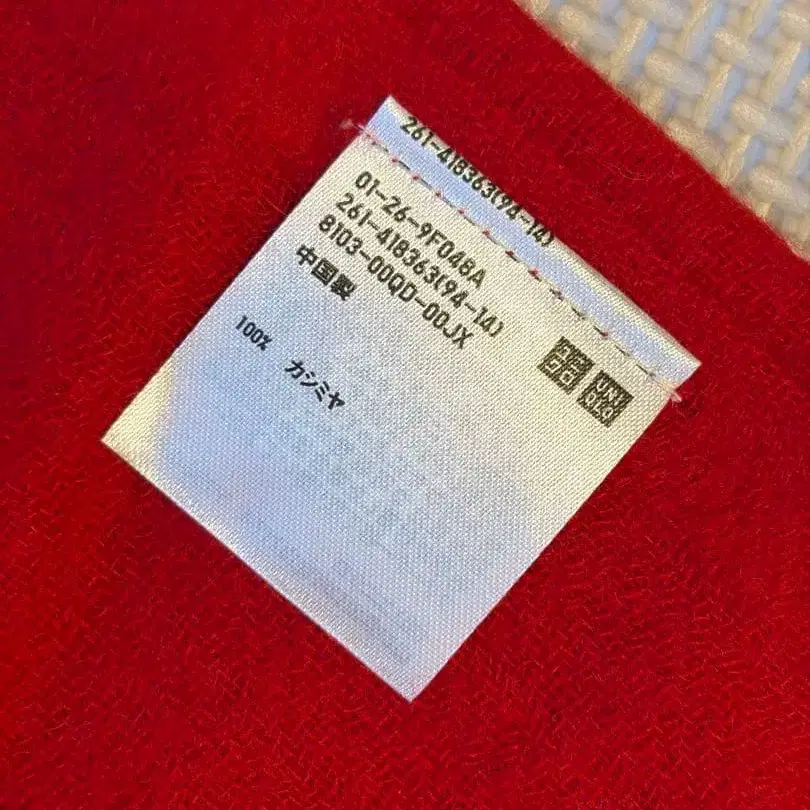 261-418363(94-14)
01-26-9F048A
261-418363(94-14)
8103-00QD-00JX
中国製
ユニ
クロ
UNI
QLO
100% カシミヤ